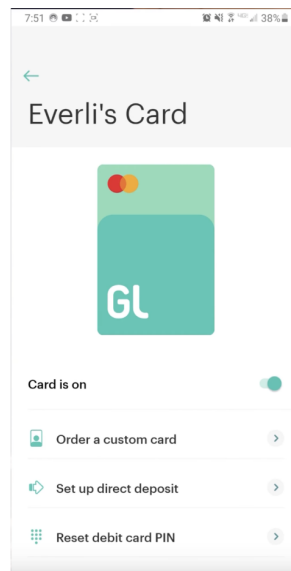 7:51 38%
Everli's Card
GL
Card is on
Order a custom card
Set up direct deposit
Reset debit card PIN